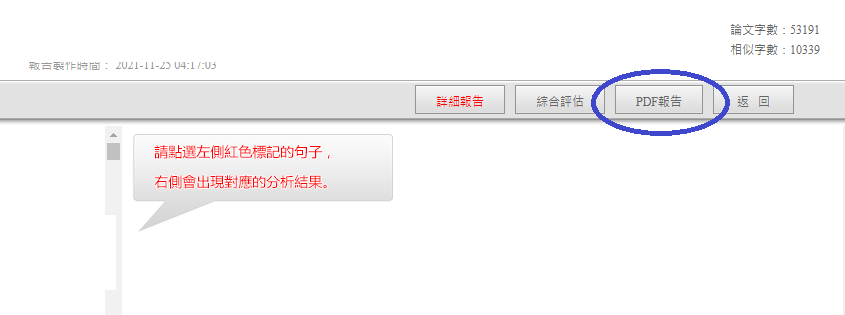 論文字數：53191
相似字數：10339
報告製作時間： 2021-11-25 04:17:03
詳細報告 綜合評估 PDF報告 返 回
請點選左側紅色標記的句子，
右側會出現對應的分析結果。